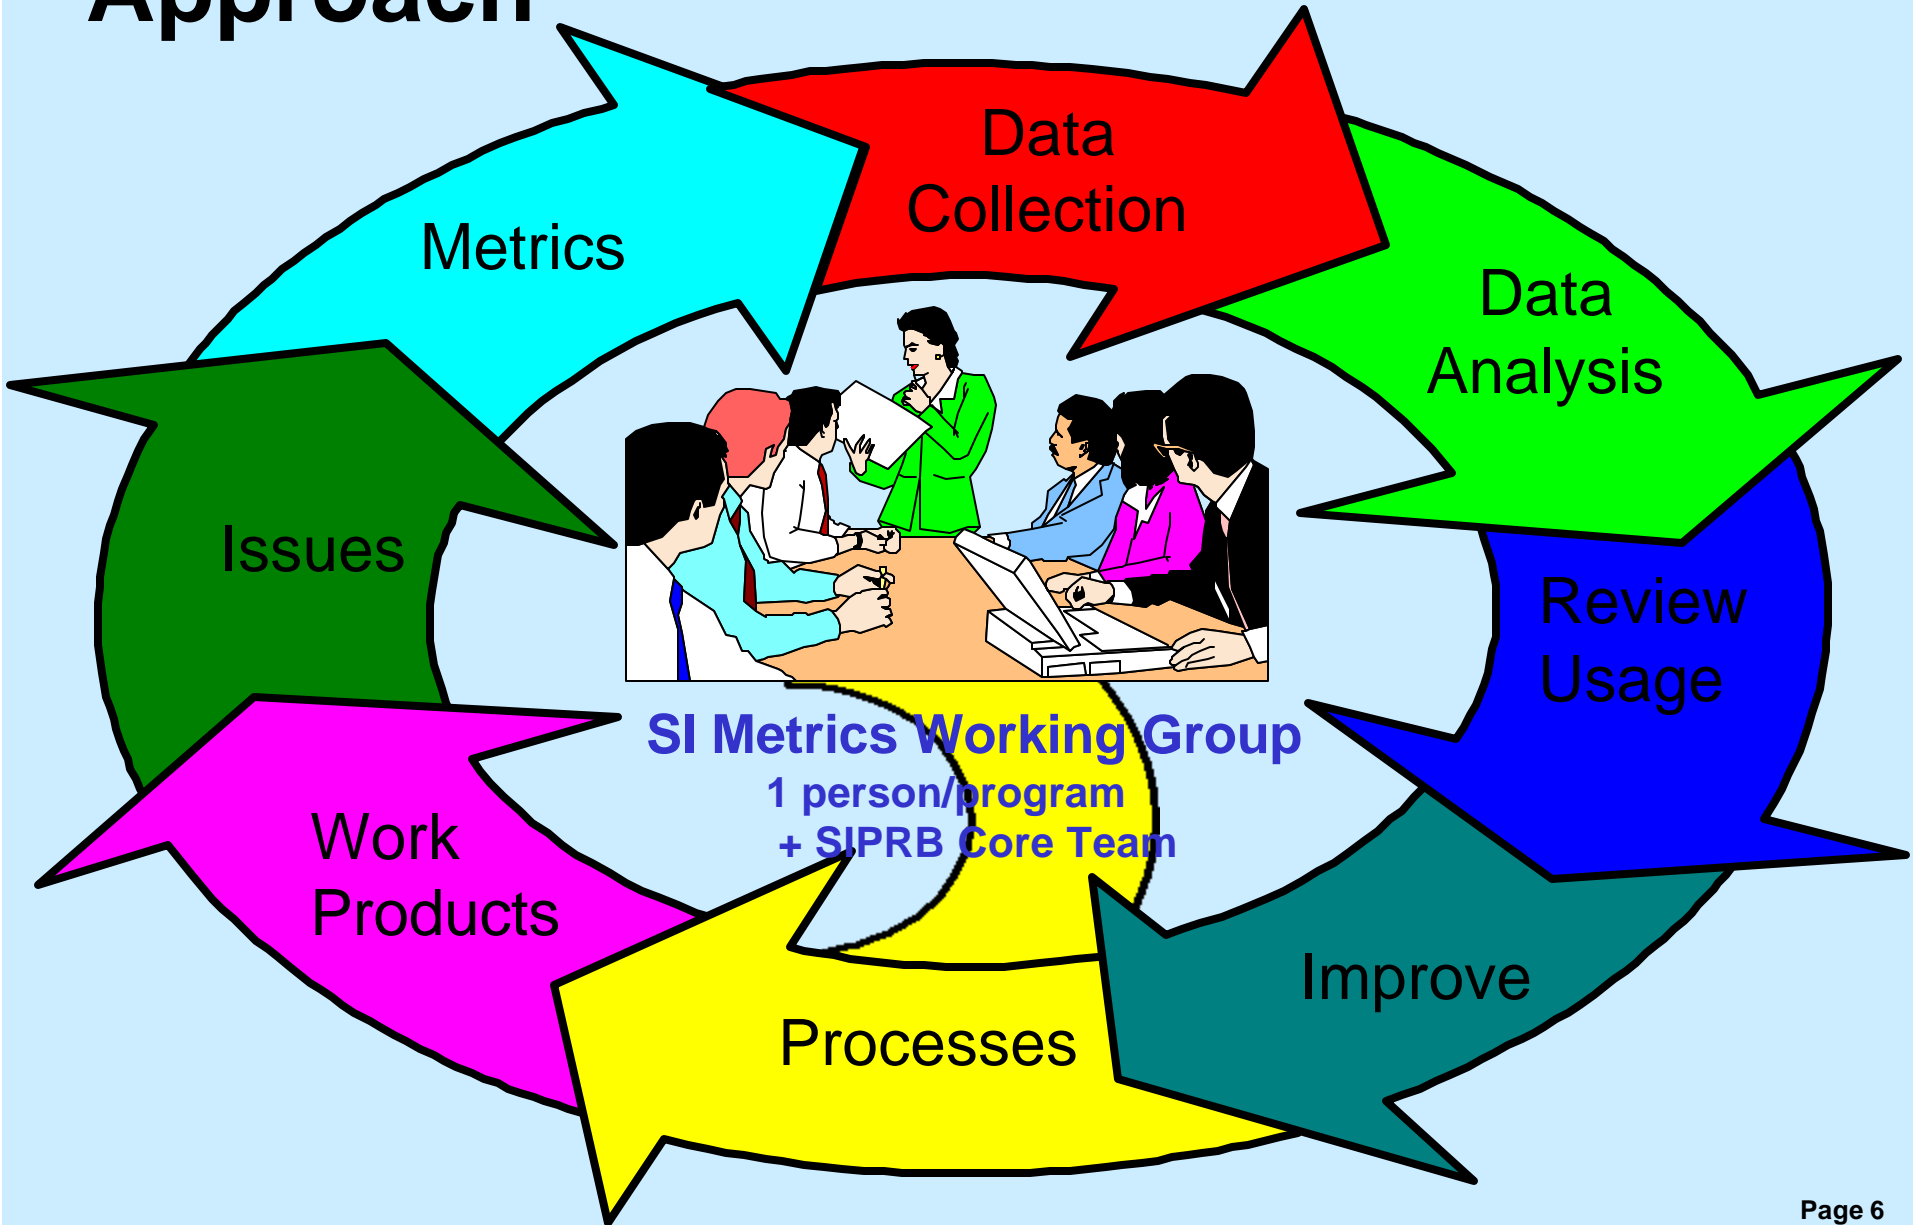 Approach
Data
Collection
Metrics
Data
Analysis
Issues
Review
Usage
SI Metrics Working Group
1 person/program
+ SIPRB Core Team
Work
Products
Improve
Processes
Page 6